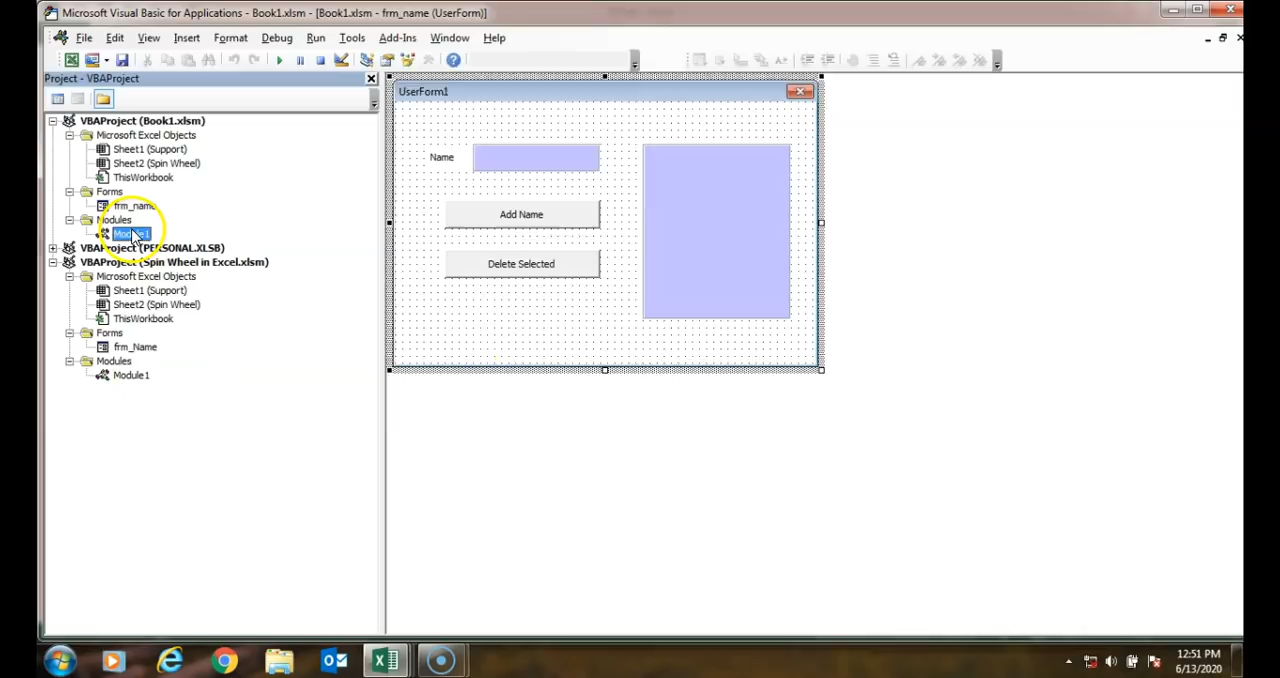 Microsoft Visual Basic for Applications - Book1.xlsm - [Book1.xlsm - frm_name (UserForm)]
File Edit View Insert Format Debug Run Tools Add-Ins Window Help
Project - VBAProject
VBAProject (Book1.xlsm)
Microsoft Excel Objects
Sheet1 (Support)
Sheet2 (Spin Wheel)
ThisWorkbook
Forms
frm_name
Modules
Module1
VBAProject (PERSONAL.XLSB)
VBAProject (Spin Wheel in Excel.xlsm)
Microsoft Excel Objects
Sheet1 (Support)
Sheet2 (Spin Wheel)
ThisWorkbook
Forms
frm_Name
Modules
Module1
UserForm1
Name
Add Name
Delete Selected
12:51 PM
6/13/2020